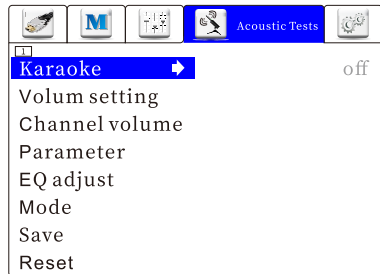 M
Acoustic Tests
1
Karaoke off
Volum setting
Channel volume
Parameter
EQ adjust
Mode
Save
Reset